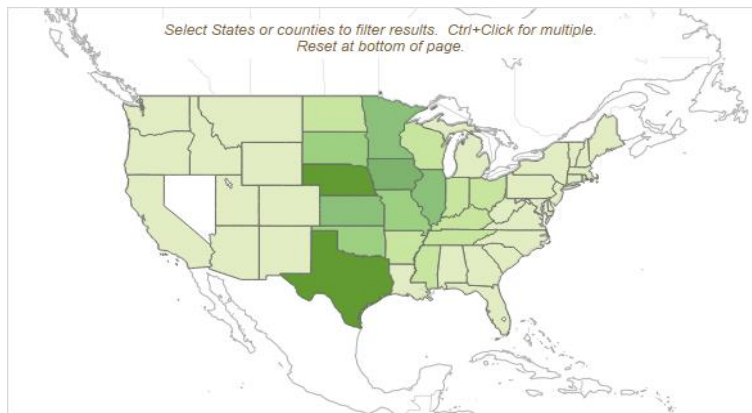 Select States or counties to filter results.  Ctrl+Click for multiple.
Reset at bottom of page.